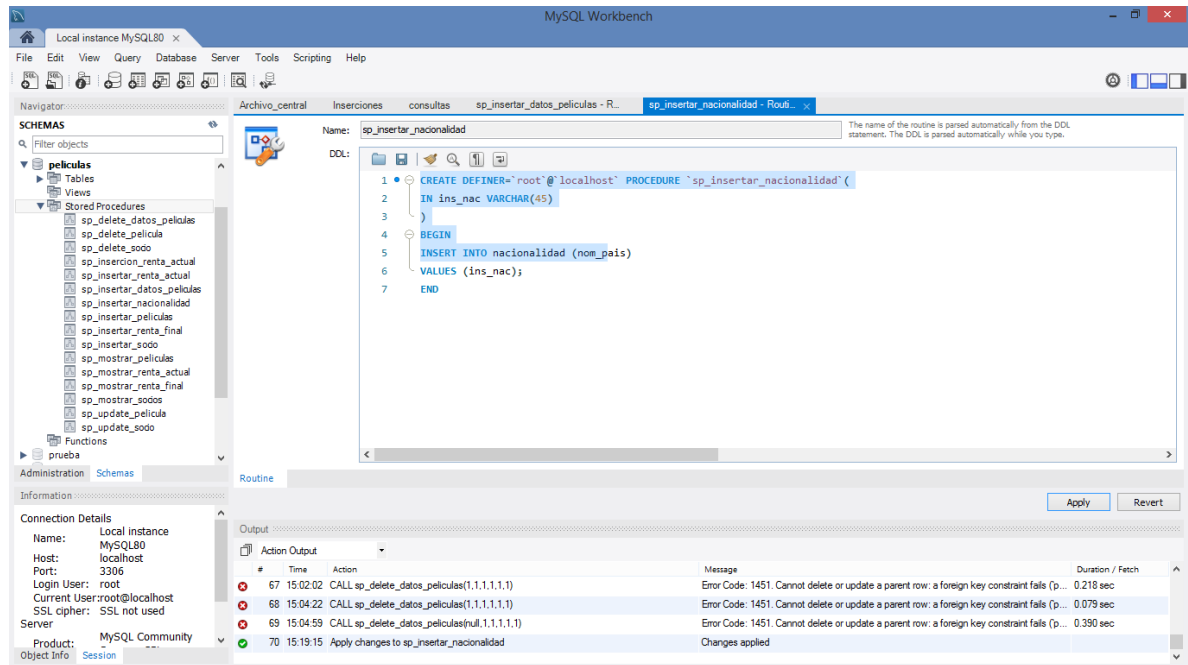 MySQL Workbench
Local instance MySQL80
File Edit View Query Database Server Tools Scripting Help
Navigator
SCHEMAS
Filter objects
peliculas
Tables
Views
Stored Procedures
sp_delete_datos_peliculas
sp_delete_pelicula
sp_delete_socio
sp_insercion_renta_actual
sp_insertar_renta_actual
sp_insertar_datos_peliculas
sp_insertar_nacionalidad
sp_insertar_peliculas
sp_insertar_renta_final
sp_insertar_socio
sp_mostrar_peliculas
sp_mostrar_renta_actual
sp_mostrar_renta_final
sp_mostrar_socios
sp_update_pelicula
sp_update_socio
Functions
prueba
Administration Schemas
Information
Connection Details
Name: Local instance MySQL80
Host: localhost
Port: 3306
Login User: root
Current User:root@localhost
SSL cipher: SSL not used
Server
Product: MySQL Community
Object Info Session
Archivo_central Inserciones consultas sp_insertar_datos_peliculas - R... sp_insertar_nacionalidad - Routi...
Name: sp_insertar_nacionalidad
The name of the routine is parsed automatically from the DDL
statement. The DDL is parsed automatically while you type.
DDL:
1 CREATE DEFINER=`root`@`localhost` PROCEDURE `sp_insertar_nacionalidad`(
2 IN ins_nac VARCHAR(45)
3 )
4 BEGIN
5 INSERT INTO nacionalidad (nom_pais)
6 VALUES (ins_nac);
7 END
Routine
Apply Revert
Output
Action Output
# Time Action Message Duration / Fetch
67 15:02:02 CALL sp_delete_datos_peliculas(1,1,1,1,1,1) Error Code: 1451. Cannot delete or update a parent row: a foreign key constraint fails (`p... 0.218 sec
68 15:04:22 CALL sp_delete_datos_peliculas(1,1,1,1,1,1) Error Code: 1451. Cannot delete or update a parent row: a foreign key constraint fails (`p... 0.079 sec
69 15:04:59 CALL sp_delete_datos_peliculas(null,1,1,1,1,1) Error Code: 1451. Cannot delete or update a parent row: a foreign key constraint fails (`p... 0.390 sec
70 15:19:15 Apply changes to sp_insertar_nacionalidad Changes applied